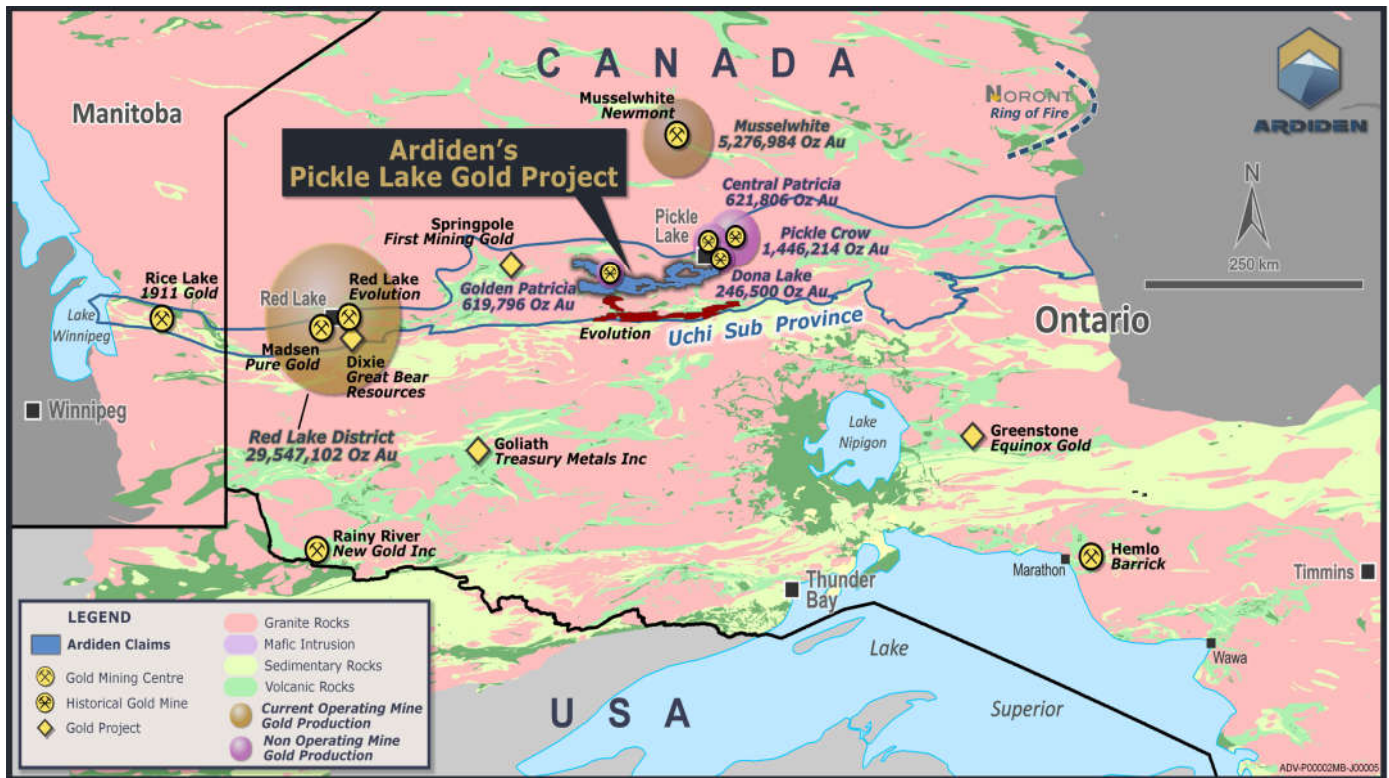 C A N A D A
Manitoba
Musselwhite
Newmont
Musselwhite
5,276,984 Oz Au
NORONT
Ring of Fire
ARDIDEN
Ardiden's
Pickle Lake Gold Project
Central Patricia
621,806 Oz Au
N
250 km
Springpole
First Mining Gold
Pickle
Lake
Pickle Crow
1,446,214 Oz Au
Rice Lake
1911 Gold
Red Lake
Evolution
Red Lake
Golden Patricia
619,796 Oz Au
Dona Lake
246,500 Oz Au
Lake
Winnipeg
Evolution
Uchi Sub Province
Ontario
Madsen
Pure Gold
Dixie
Great Bear
Resources
Winnipeg
Red Lake District
29,547,102 Oz Au
Goliath
Treasury Metals Inc
Lake
Nipigon
Greenstone
Equinox Gold
Rainy River
New Gold Inc
Thunder
Bay
Marathon
Hemlo
Barrick
Timmins
Wawa
Lake
Superior
U S A
LEGEND
Ardiden Claims
Gold Mining Centre
Historical Gold Mine
Gold Project
Granite Rocks
Mafic Intrusion
Sedimentary Rocks
Volcanic Rocks
Current Operating Mine
Gold Production
Non Operating Mine
Gold Production
ADV-P00002MB-J00005